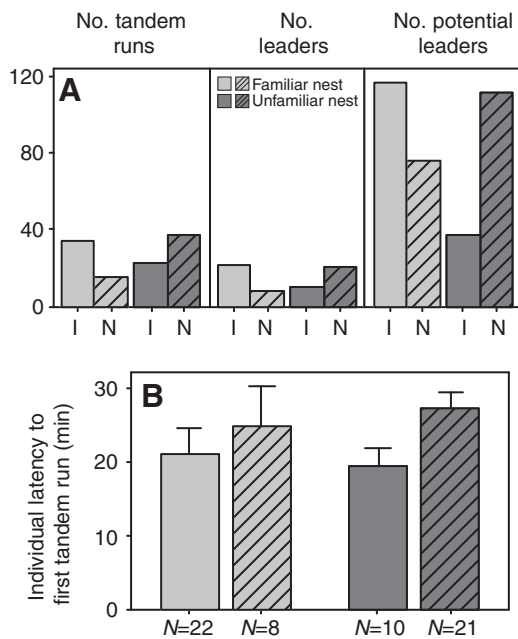 No. tandem runs
No. leaders
No. potential leaders
A
Familiar nest
Unfamiliar nest
120
80
40
0
I N I N
I N I N
I N I N
B
Individual latency to
first tandem run (min)
30
20
10
0
N=22 N=8 N=10 N=21